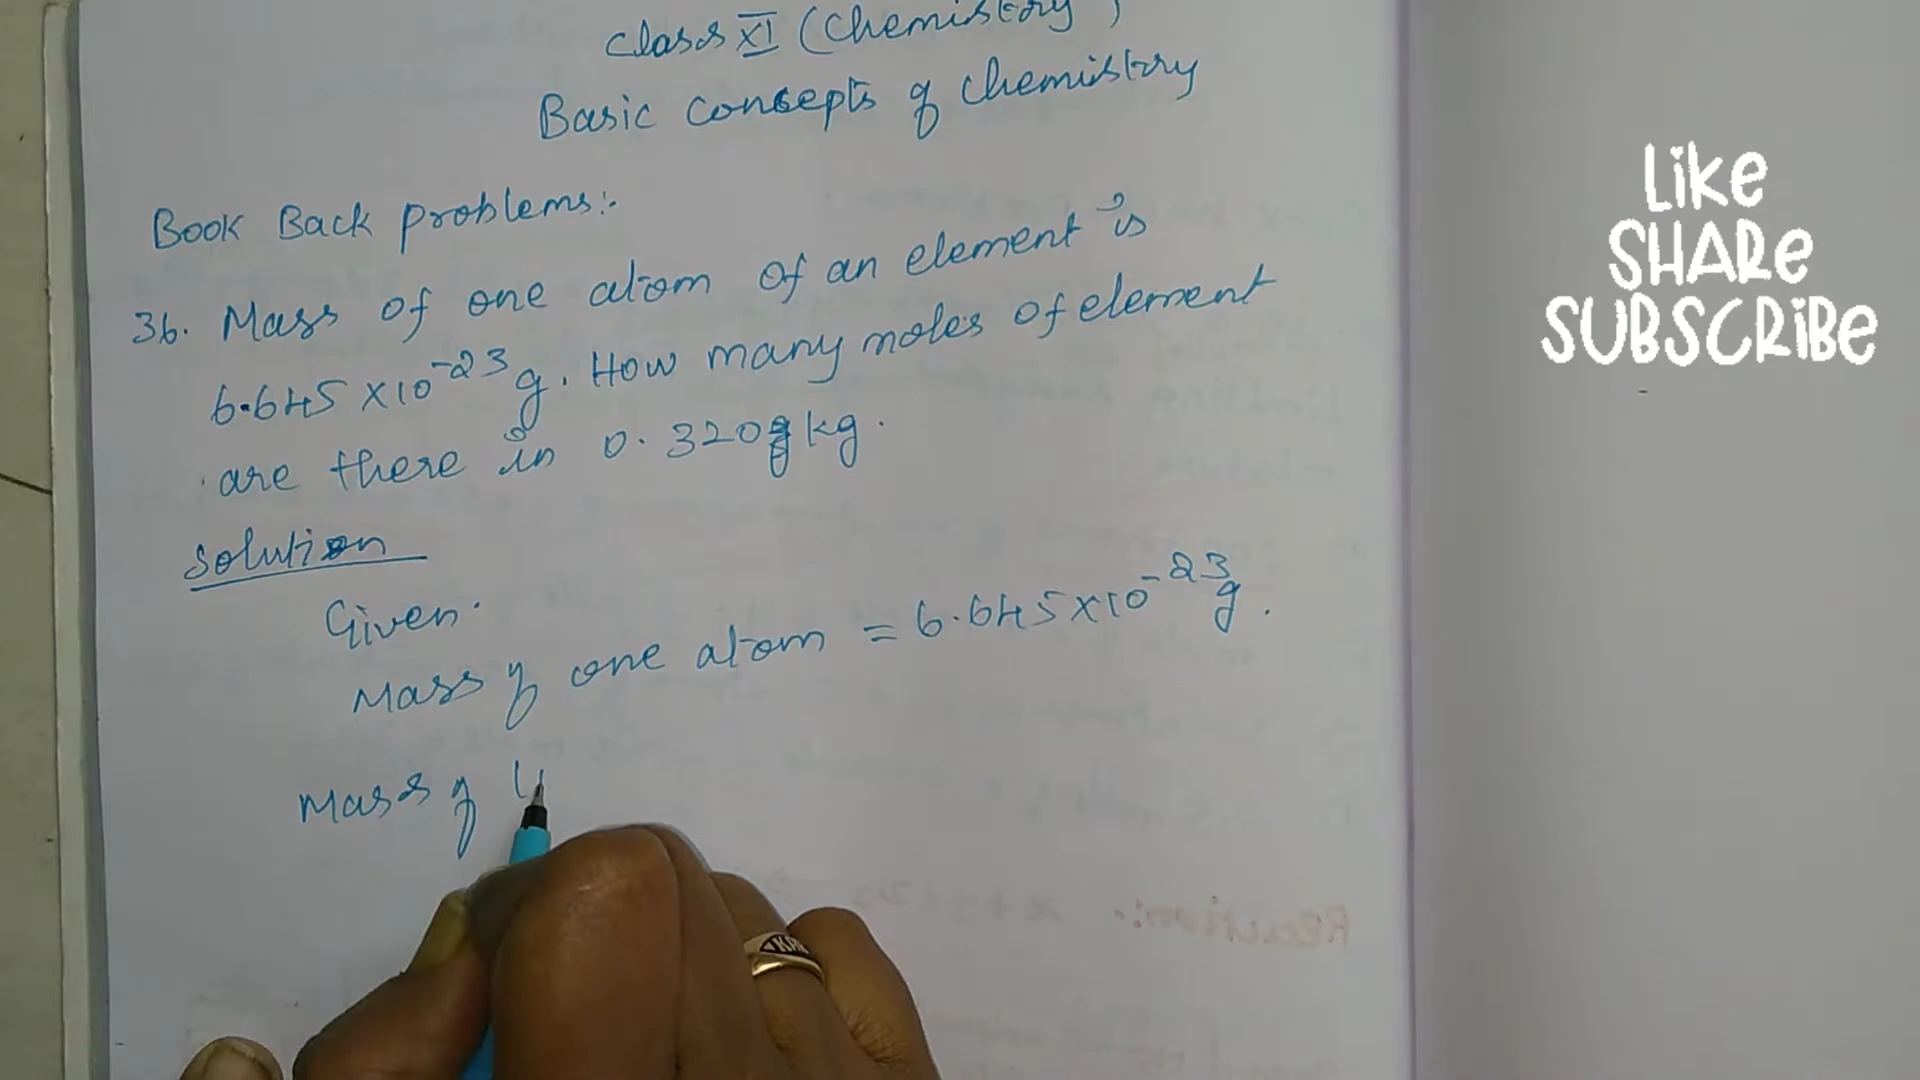 Class XI (Chemistry)
Basic concepts of chemistry
Book Back problems:-
36. Mass of one atom of an element is
6.645 x10-23 g. How many moles of element
are there in 0.320 kg.
Solution
Given.
Mass of one atom = 6.645x10-23 g.
Mass of
LiKe
SHARe
SUBSCRiBe